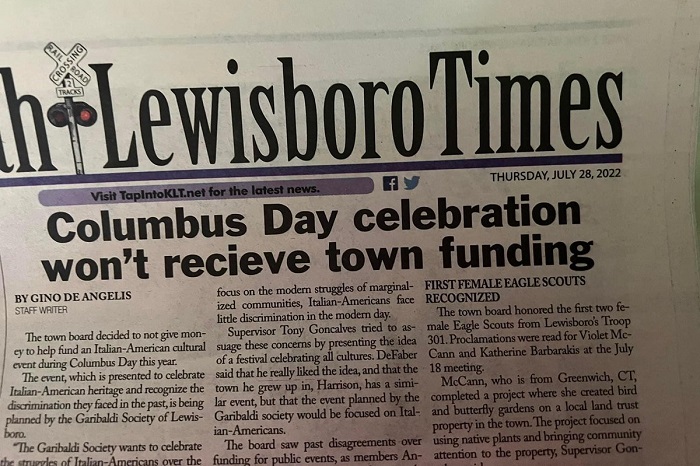 RAIL ROAD
CROSSING
2
TRACKS
h Lewisboro Times
THURSDAY, JULY 28, 2022
Visit TapIntoKLT.net for the latest news.
Columbus Day celebration
won't recieve town funding
BY GINO DE ANGELIS
STAFF WRITER
The town board decided to not give mon-
ey to help fund an Italian-American cultural
event during Columbus Day this year.
The event, which is presented to celebrate
Italian-American heritage and recognize the
discrimination they faced in the past, is being
planned by the Garibaldi Society of Lewis-
boro.
"The Garibaldi Society wants to celebrate
the struggles of Italian-Americans over the
focus on the modern struggles of marginal-
ized communities, Italian-Americans face
little discrimination in the modern day.
Supervisor Tony Goncalves tried to as-
suage these concerns by presenting the idea
of a festival celebrating all cultures. DeFaber
said that he really liked the idea, and that the
town he grew up in, Harrison, has a simi-
lar event, but that the event planned by the
Garibaldi society would be focused on Ital-
ian-Americans.
The board saw past disagreements over
funding for public events, as members An-
FIRST FEMALE EAGLE SCOUTS
RECOGNIZED
The town board honored the first two fe-
male Eagle Scouts from Lewisboro's Troop
301. Proclamations were read for Violet Mc-
Cann and Katherine Barbarakis at the July
18 meeting.
McCann, who is from Greenwich, CT,
completed a project where she created bird
and butterfly gardens on a local land trust
property in the town. The project focused on
using native plants and bringing community
attention to the property, Supervisor Gon-